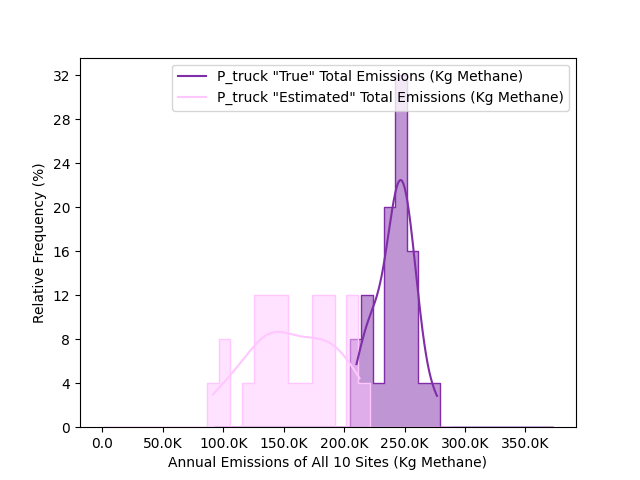 P_truck "True" Total Emissions (Kg Methane)
P_truck "Estimated" Total Emissions (Kg Methane)
32
28
24
20
16
12
8
4
0
Relative Frequency (%)
0.0 50.0K 100.0K 150.0K 200.0K 250.0K 300.0K 350.0K
Annual Emissions of All 10 Sites (Kg Methane)